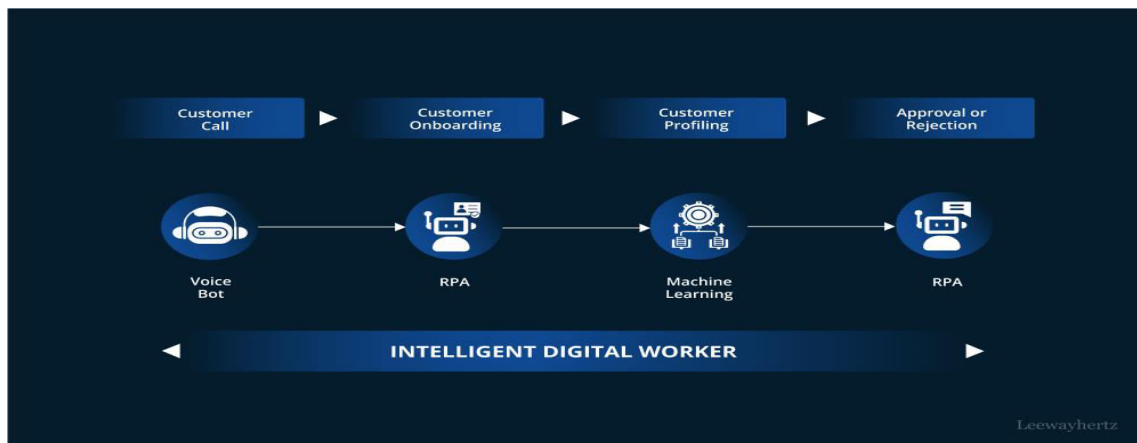 Customer
Call
Customer
Onboarding
Customer
Profiling
Approval or
Rejection
Voice
Bot
RPA
Machine
Learning
RPA
INTELLIGENT DIGITAL WORKER
Leewayhertz